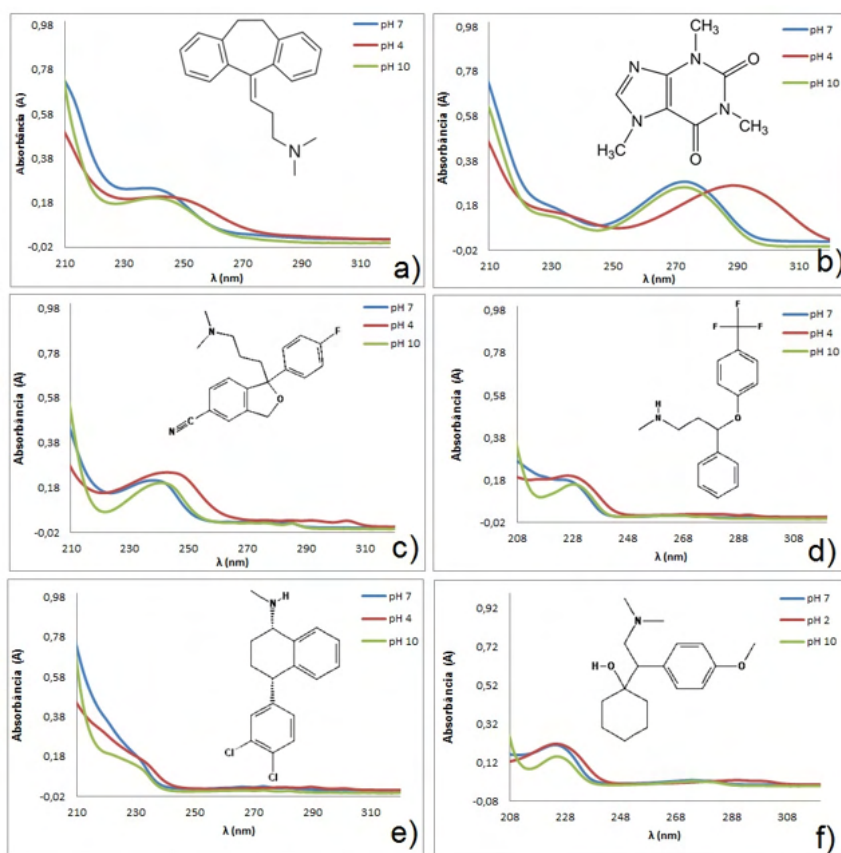 0,98
0,78
0,58
0,38
0,18
-0,02
Absorbância (A)
pH 7
pH 4
pH 10
N
210 230 250 270 290 310
λ (nm)
a)
0,98
0,78
0,58
0,38
0,18
-0,02
Absorbância (A)
pH 7
pH 4
pH 10
CH₃
N
N
O
N
N
CH₃
H₃C
O
210 230 250 270 290 310
λ (nm)
b)
0,98
0,78
0,58
0,38
0,18
-0,02
Absorbância (A)
pH 7
pH 4
pH 10
N
F
O
N
210 230 250 270 290 310
λ (nm)
c)
0,98
0,78
0,58
0,38
0,18
-0,02
Absorbância (A)
pH 7
pH 4
pH 10
F
F
F
H
N
O
208 228 248 268 288 308
λ (nm)
d)
0,98
0,78
0,58
0,38
0,18
-0,02
Absorbância (A)
pH 7
pH 4
pH 10
N H
Cl
Cl
210 230 250 270 290 310
λ (nm)
e)
0,92
0,72
0,52
0,32
0,12
-0,08
Absorbância (A)
pH 7
pH 2
pH 10
N
HO
O
208 228 248 268 288 308
λ (nm)
f)